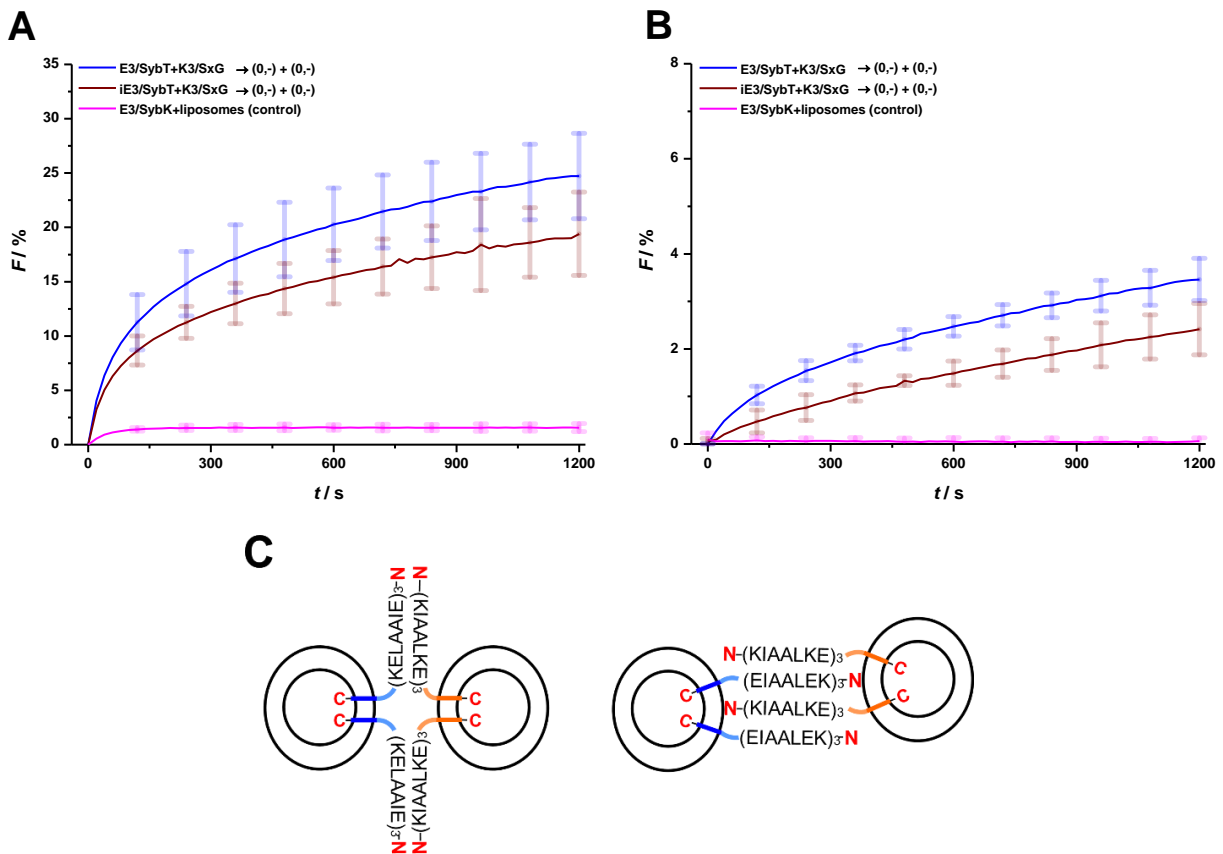 A
35
30
25
20
15
10
5
0
F / %
E3/SybT+K3/SxG → (0,-) + (0,-)
iE3/SybT+K3/SxG → (0,-) + (0,-)
E3/SybK+liposomes (control)
0
300
600
900
1200
t / s
B
8
6
4
2
0
F / %
E3/SybT+K3/SxG → (0,-) + (0,-)
iE3/SybT+K3/SxG → (0,-) + (0,-)
E3/SybK+liposomes (control)
0
300
600
900
1200
t / s
C
(KELAAIE)3-N
N-(KIAALKE)3
C
C
C
C
(KELAAIE)3-N
N-(KIAALKE)3
(EIAALEK)3-N
N-(KIAALKE)3
(EIAALEK)3-N
C
C
C
C